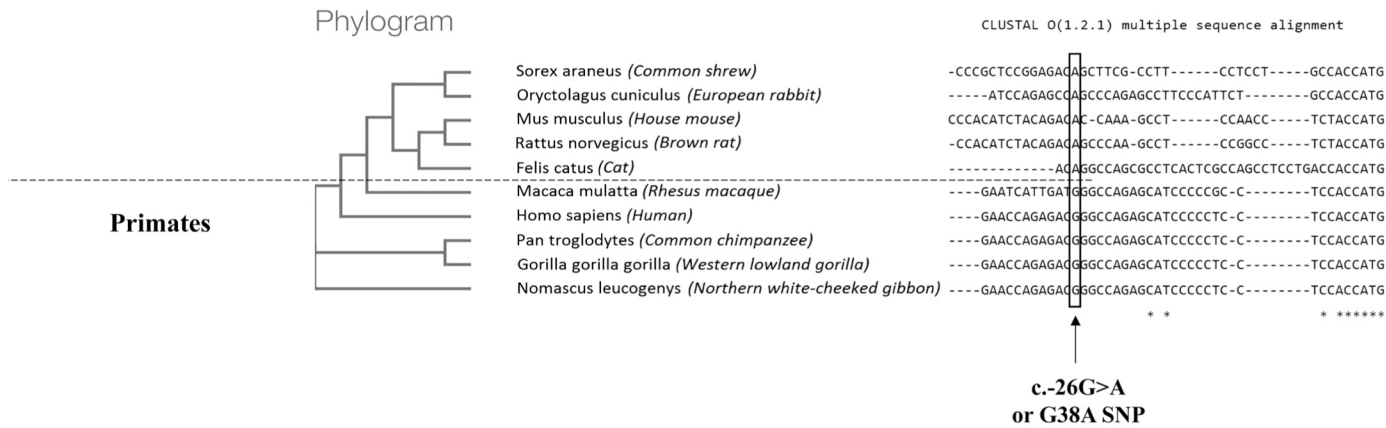 Phylogram
CLUSTAL O(1.2.1) multiple sequence alignment
Sorex araneus (Common shrew) -CCCGCTCCGGAGACAGCTTCG-CCTT------CCTCCT-----GCCACCATG
Oryctolagus cuniculus (European rabbit) -----ATCCAGAGCCAGCCCAGAGCCTTCCCATTCT--------GCCACCATG
Mus musculus (House mouse) CCCACATCTACAGACAC-CAAA-GCCT------CCAACC-----TCTACCATG
Rattus norvegicus (Brown rat) -CCACATCTACAGACAGCCCAA-GCCT------CCGGCC-----TCTACCATG
Felis catus (Cat) -------------ACAGGCCAGCGCCTCACTCGCCAGCCTCCTGACCACCATG
Macaca mulatta (Rhesus macaque) ----GAATCATTGATGGGCCAGAGCATCCCCCGC-C--------TCCACCATG
Primates
Homo sapiens (Human) ----GAACCAGAGACGGGCCAGAGCATCCCCCTC-C--------TCCACCATG
Pan troglodytes (Common chimpanzee) ----GAACCAGAGACGGGCCAGAGCATCCCCCTC-C--------TCCACCATG
Gorilla gorilla gorilla (Western lowland gorilla) ----GAACCAGAGACGGGCCAGAGCATCCCCCTC-C--------TCCACCATG
Nomascus leucogenys (Northern white-cheeked gibbon) ----GAACCAGAGACGGGCCAGAGCATCCCCCTC-C--------TCCACCATG
* * * ******
c.-26G>A
or G38A SNP